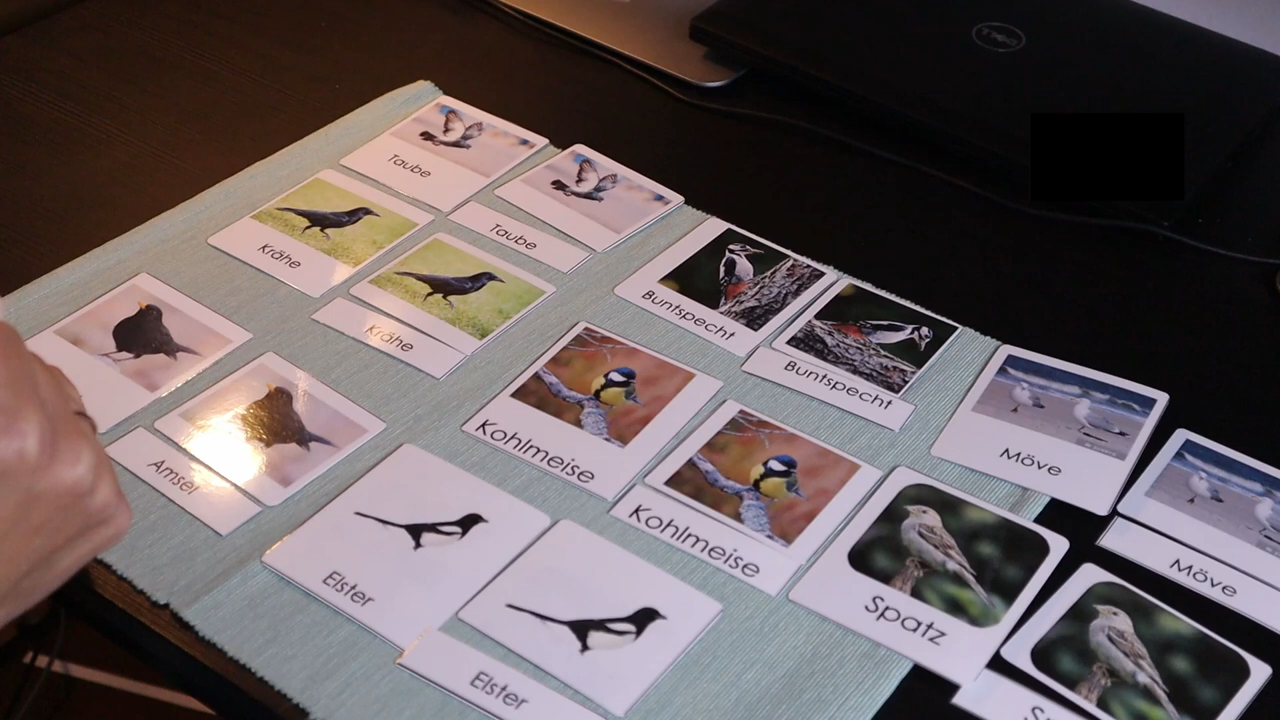 Taube
Taube
Krähe
Krähe
Buntspecht
Buntspecht
Kohlmeise
Kohlmeise
Amsel
Möve
Möve
Elster
Elster
Spatz
DELL